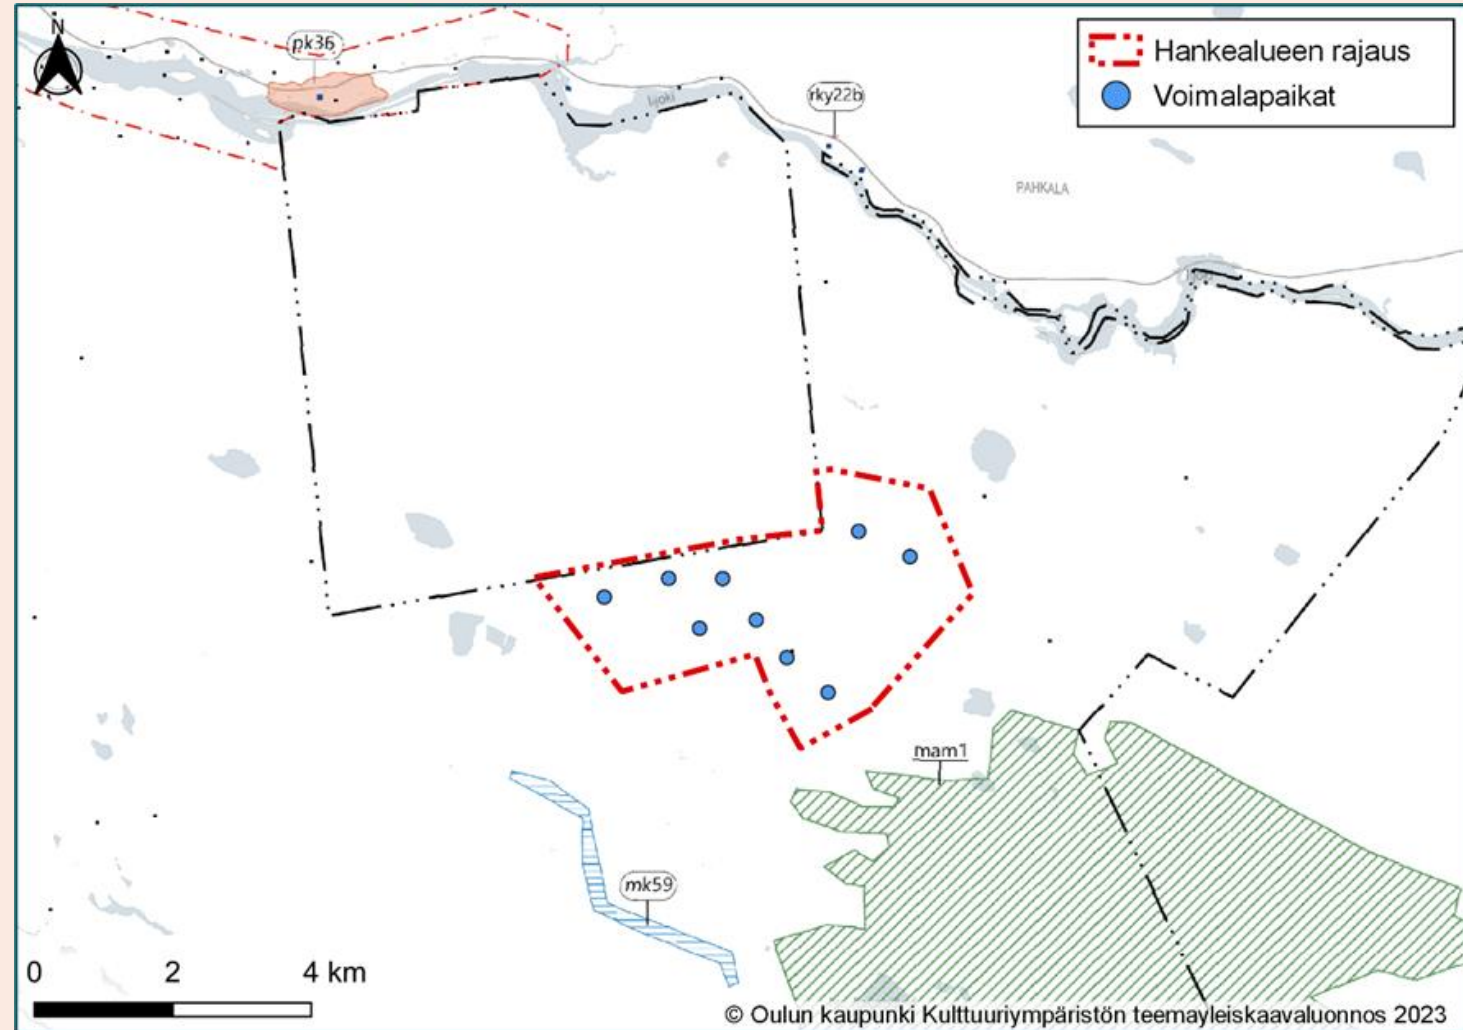 N
pk36
Iijoki
rky22b
Hankealueen rajaus
Voimalapaikat
PAHKALA
mam1
mk59
0 2 4 km
© Oulun kaupunki Kulttuuriympäristön teemayleiskaavaluonnos 2023